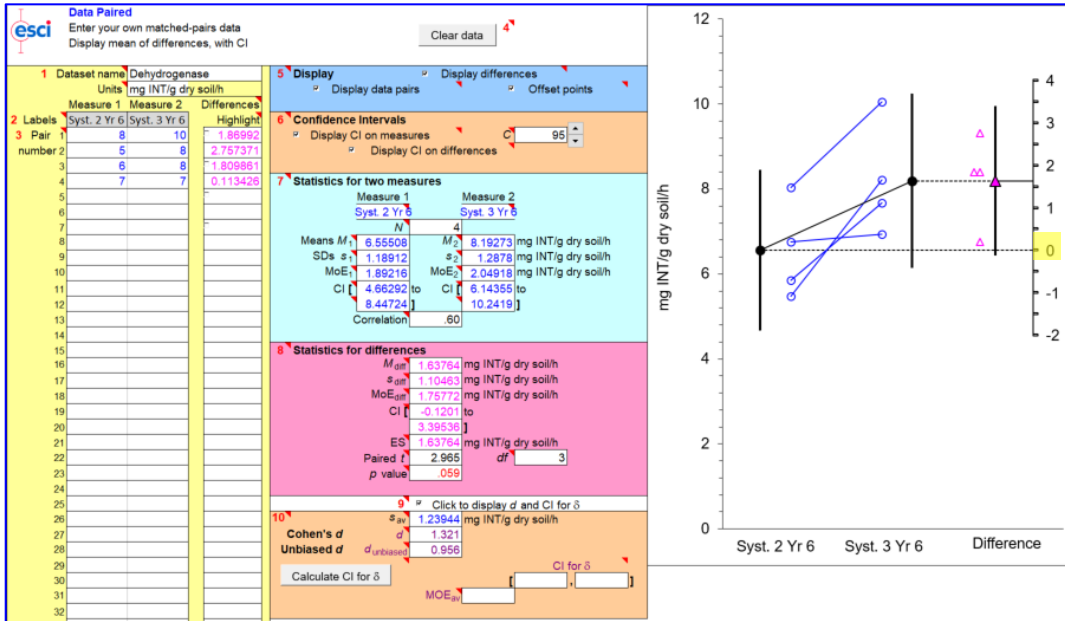 esci
Data Paired
Enter your own matched-pairs data
Display mean of differences, with CI
Clear data
4
1 Dataset name Dehydrogenase
Units mg INT/g dry soil/h
Measure 1 Measure 2 Differences
2 Labels Syst. 2 Yr 6 Syst. 3 Yr 6 Highlight
3 Pair 1 8 10 1.86992
number 2 5 8 2.757371
3 6 8 1.809861
4 7 7 0.113426
5
6
7
8
9
10
11
12
13
14
15
16
17
18
19
20
21
22
23
24
25
26
27
28
29
30
31
32
5 Display
Display differences
Display data pairs
Offset points
6 Confidence Intervals
Display CI on measures C 95
Display CI on differences
7 Statistics for two measures
Measure 1 Measure 2
Syst. 2 Yr 6 Syst. 3 Yr 6
N 4
Means M1 6.55508 M2 8.19273 mg INT/g dry soil/h
SDs s1 1.18912 s2 1.2878 mg INT/g dry soil/h
MoE1 1.89216 MoE2 2.04918 mg INT/g dry soil/h
CI [ 4.66292 to CI [ 6.14355 to
8.44724 ] 10.2419 ]
Correlation .60
8 Statistics for differences
Mdiff 1.63764 mg INT/g dry soil/h
sdiff 1.10463 mg INT/g dry soil/h
MoEdiff 1.75772 mg INT/g dry soil/h
CI [ -0.1201 to
3.39536 ]
ES 1.63764 mg INT/g dry soil/h
Paired t 2.965 df 3
p value .059
9 Click to display d and CI for δ
10 sav 1.23944 mg INT/g dry soil/h
Cohen's d d 1.321
Unbiased d dunbiased 0.956
CI for δ
Calculate CI for δ
[ , ]
MOEav
mg INT/g dry soil/h
12
10
8
6
4
2
0
4
3
2
1
0
-1
-2
Syst. 2 Yr 6 Syst. 3 Yr 6 Difference